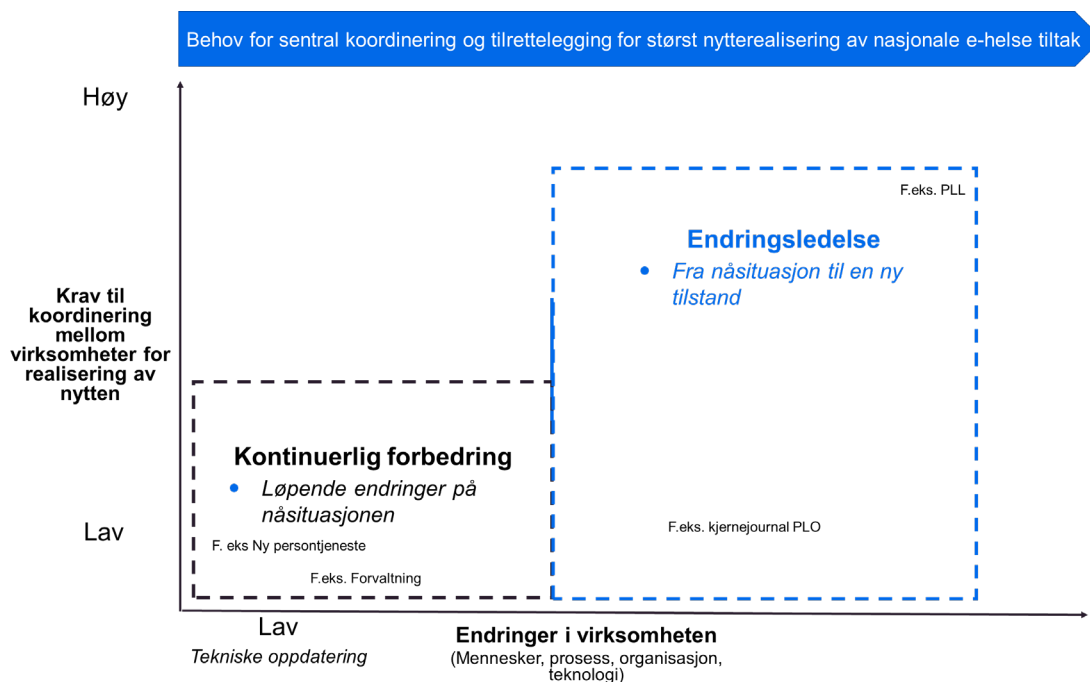 Behov for sentral koordinering og tilrettelegging for størst nytterealisering av nasjonale e-helse tiltak
Høy
F.eks. PLL
Endringsledelse
• Fra nåsituasjon til en ny
tilstand
Krav til
koordinering
mellom
virksomheter for
realisering av
nytten
Kontinuerlig forbedring
• Løpende endringer på
nåsituasjonen
Lav
F. eks Ny persontjeneste
F.eks. Forvaltning
F.eks. kjernejournal PLO
Lav
Tekniske oppdatering
Endringer i virksomheten
(Mennesker, prosess, organisasjon,
teknologi)